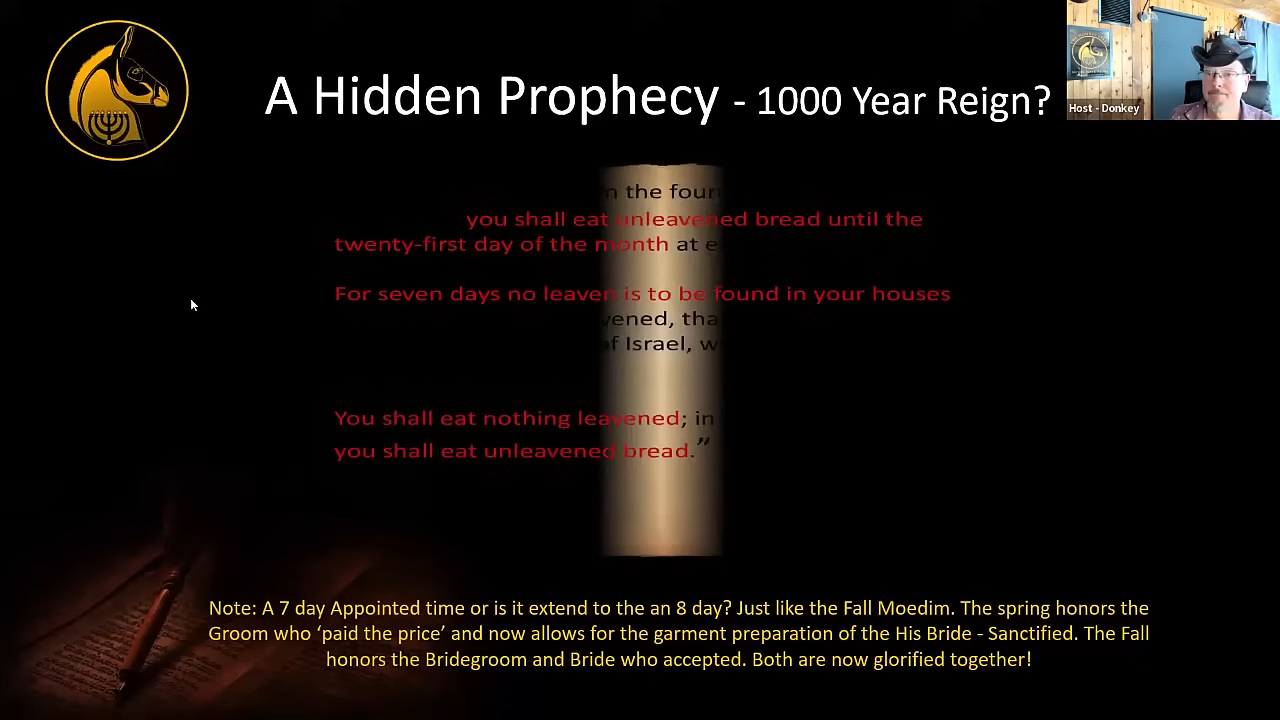 A Hidden Prophecy - 1000 Year Reign?
Host - Donkey
n the four
you shall eat unleavened bread until the
twenty-first day of the month at e
For seven days no leaven is to be found in your houses
vened, tha
of Israel, w
You shall eat nothing leavened; in
you shall eat unleavened bread.”
Note: A 7 day Appointed time or is it extend to the an 8 day? Just like the Fall Moedim. The spring honors the
Groom who ‘paid the price’ and now allows for the garment preparation of the His Bride - Sanctified. The Fall
honors the Bridegroom and Bride who accepted. Both are now glorified together!